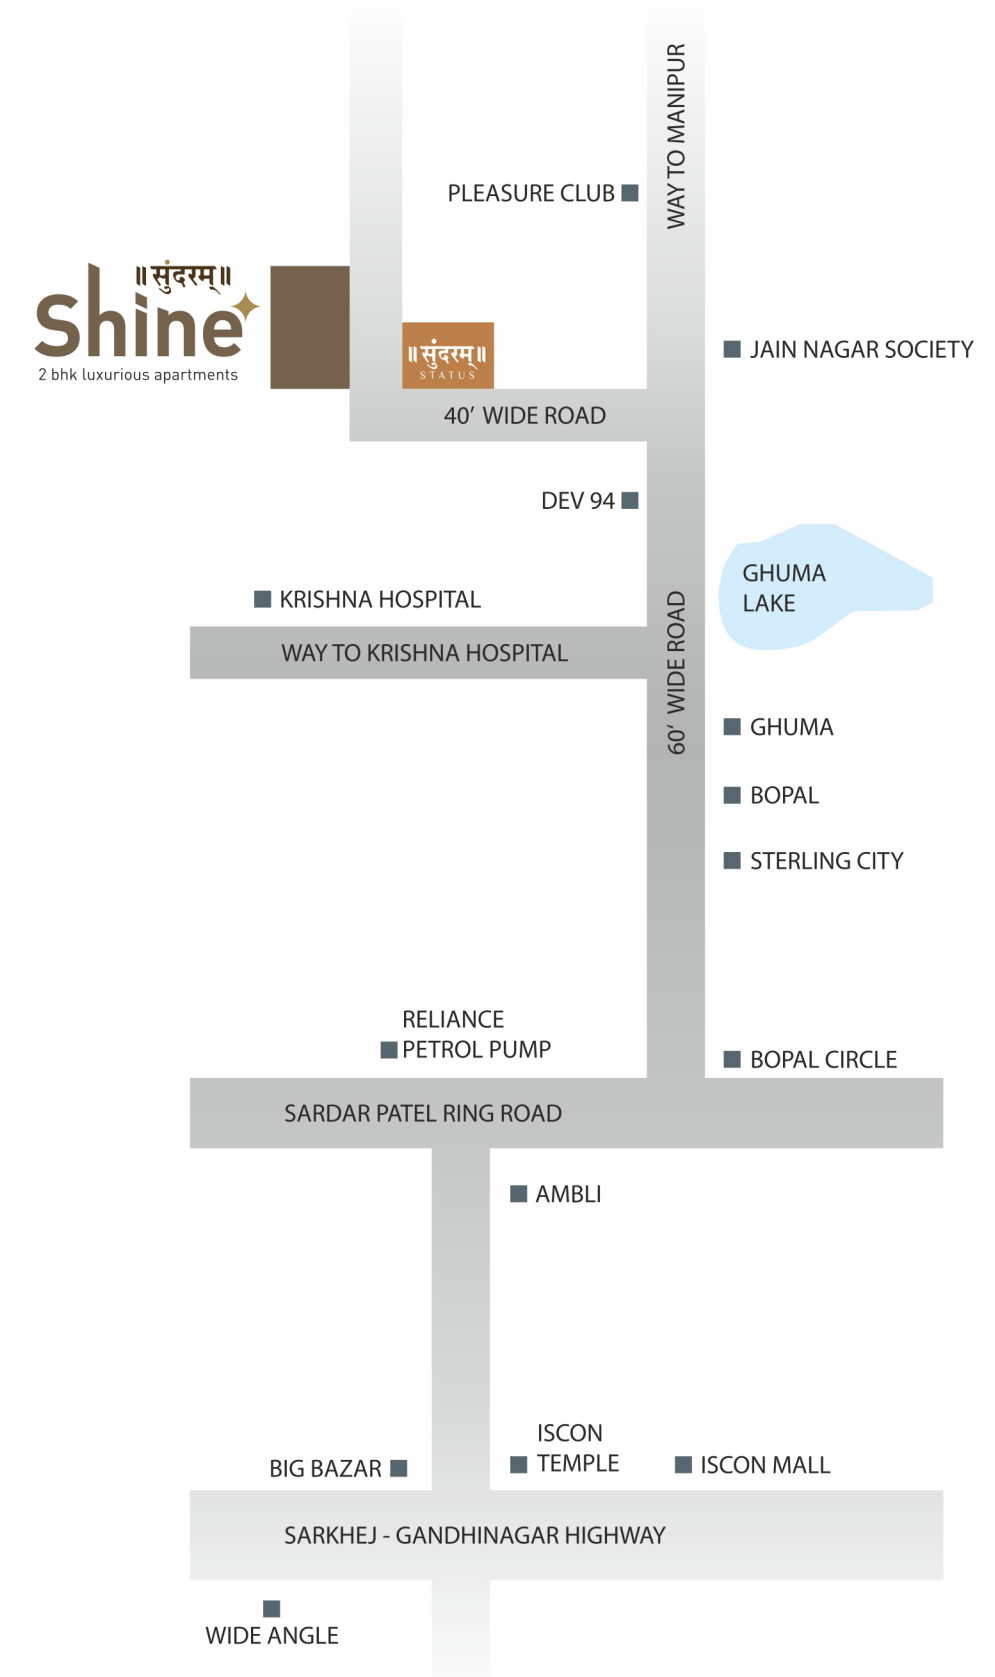 WAY TO MANIPUR
PLEASURE CLUB
॥ सुंदरम् ॥
Shine
2 bhk luxurious apartments
॥ सुंदरम् ॥
STATUS
JAIN NAGAR SOCIETY
40’ WIDE ROAD
DEV 94
GHUMA
LAKE
KRISHNA HOSPITAL
WAY TO KRISHNA HOSPITAL
60‘ WIDE ROAD
GHUMA
BOPAL
STERLING CITY
RELIANCE
PETROL PUMP
BOPAL CIRCLE
SARDAR PATEL RING ROAD
AMBLI
BIG BAZAR
ISCON
TEMPLE
ISCON MALL
SARKHEJ - GANDHINAGAR HIGHWAY
WIDE ANGLE